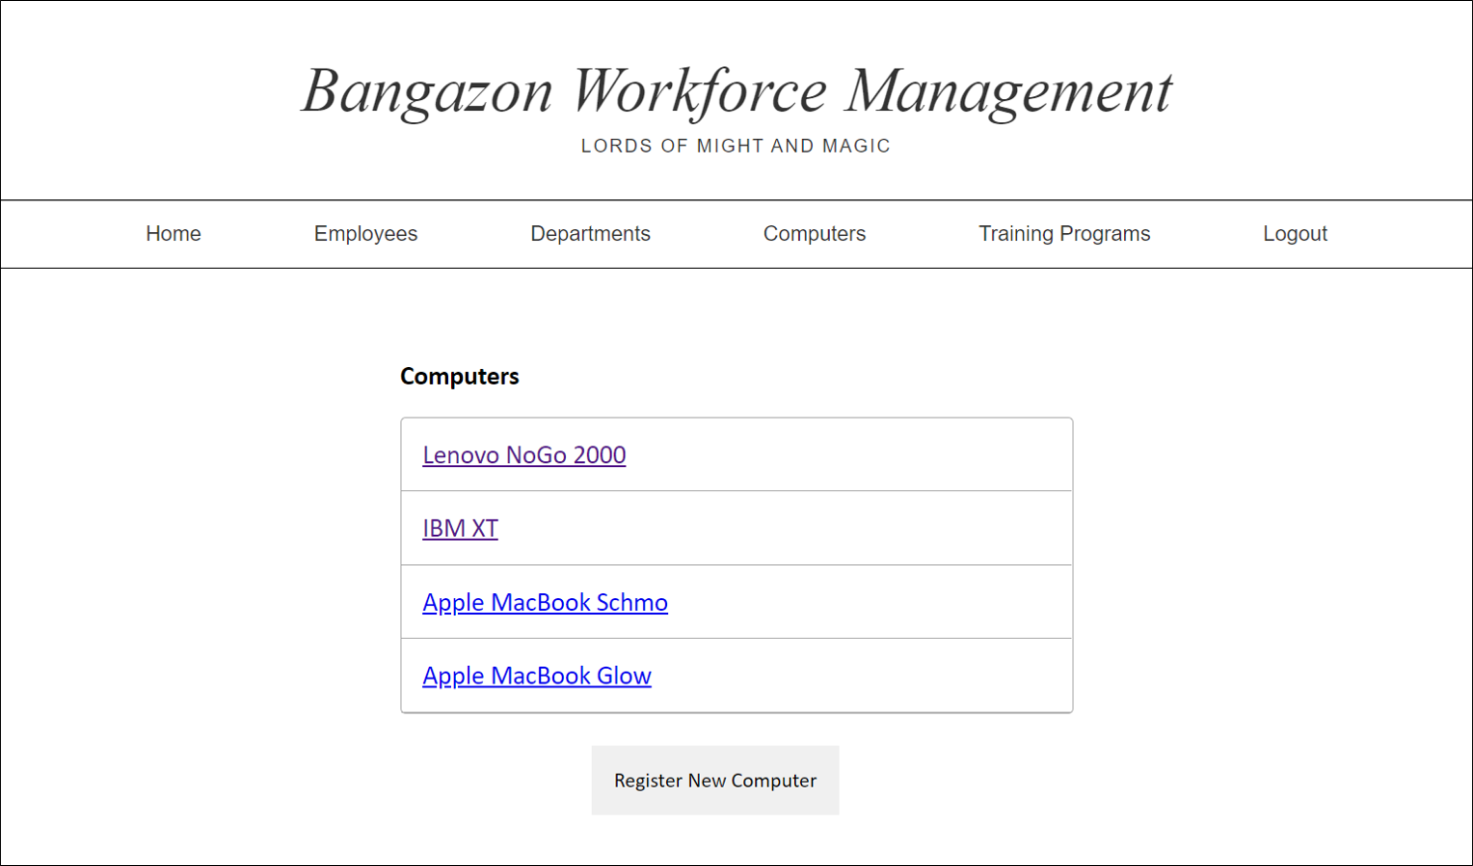 Bangazon Workforce Management
LORDS OF MIGHT AND MAGIC
Home Employees Departments Computers Training Programs Logout
Computers
Lenovo NoGo 2000
IBM XT
Apple MacBook Schmo
Apple MacBook Glow
Register New Computer